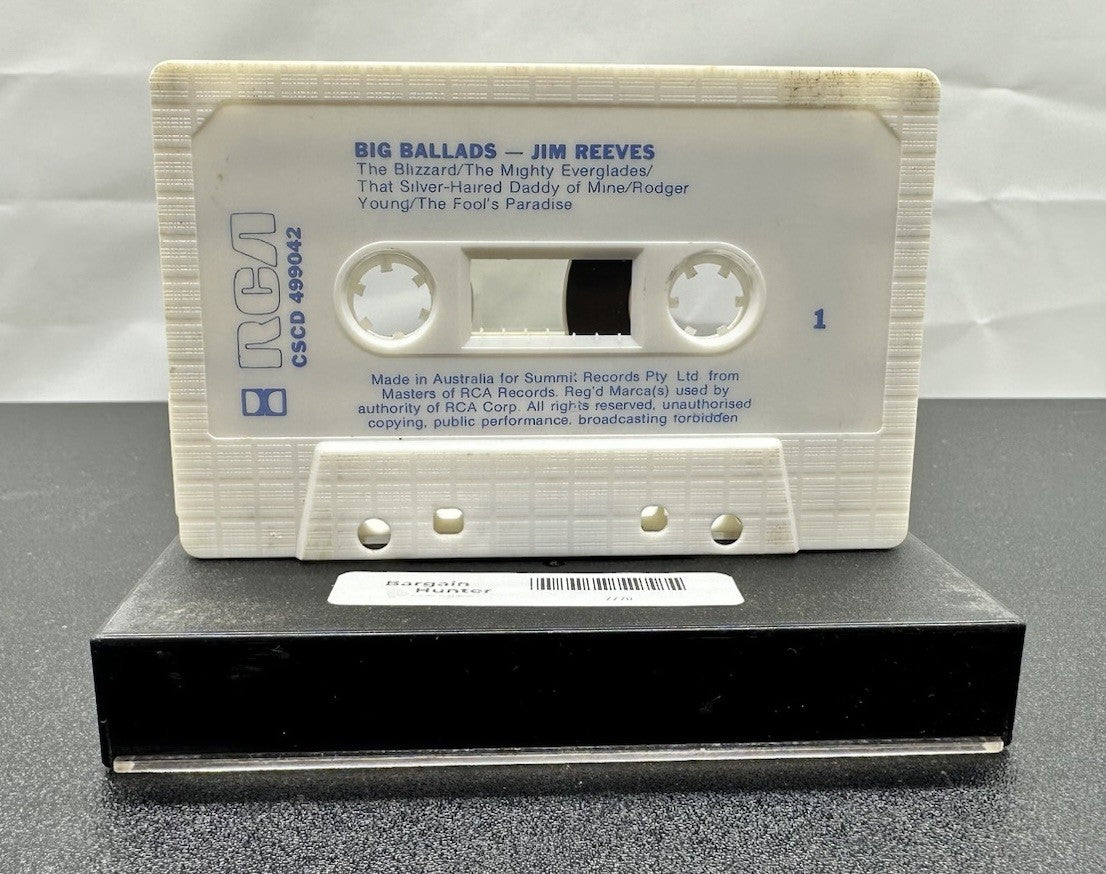 BIG BALLADS — JIM REEVES
The Blizzard/The Mighty Everglades/
That Silver-Haired Daddy of Mine/Rodger
Young/The Fool's Paradise
RCA
CSCD 499042
1
Made in Australia for Summit Records Pty Ltd from
Masters of RCA Records. Reg'd Marca(s) used by
authority of RCA Corp. All rights reserved, unauthorised
copying, public performance, broadcasting forbidden
Bargain
Hunter